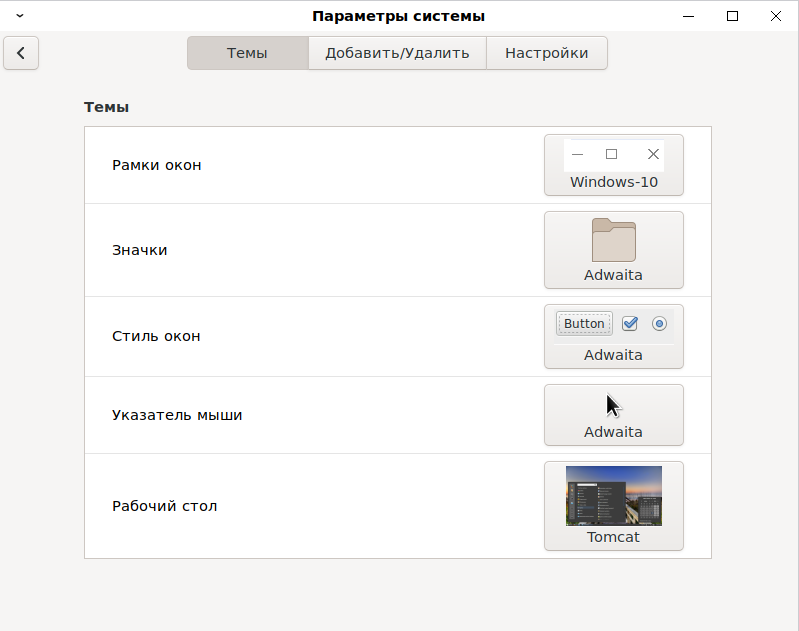 Параметры системы
Темы
Добавить/Удалить
Настройки
Темы
Рамки окон
Windows-10
Значки
Adwaita
Стиль окон
Button
Adwaita
Указатель мыши
Adwaita
Рабочий стол
Tomcat